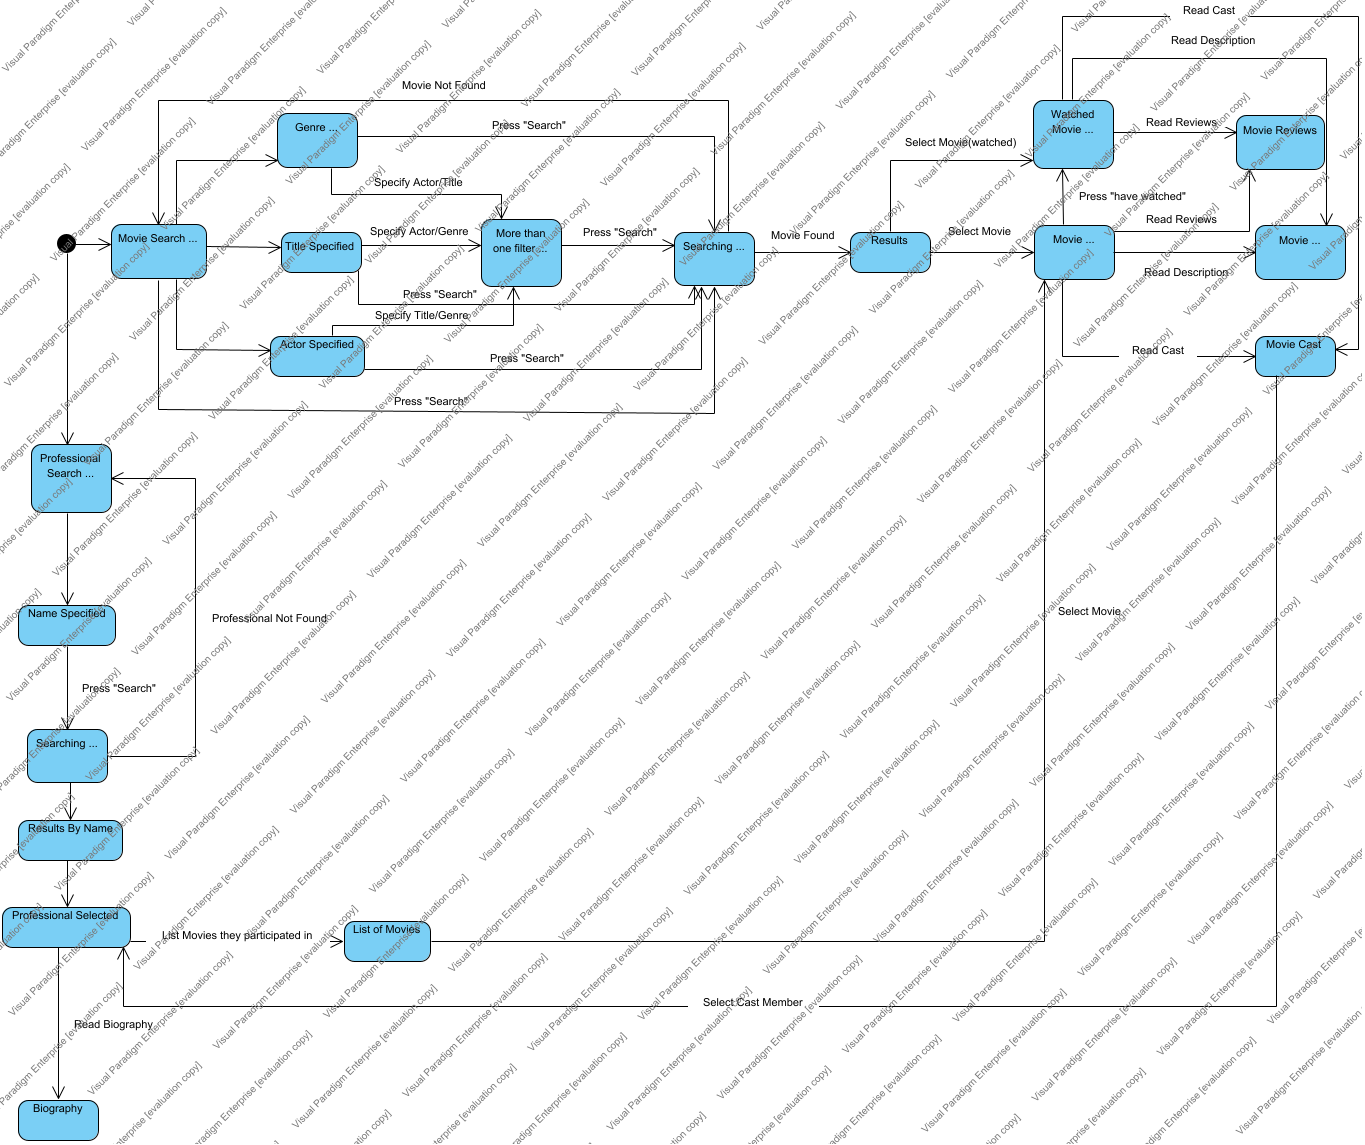 Read Cast
Read Description
Movie Not Found
Genre ...
Press "Search"
Watched
Movie ...
Read Reviews
Movie Reviews
Select Movie(watched)
Specify Actor/Title
Press "have watched"
Movie Search ...
Title Specified
Specify Actor/Genre
More than
one filter ...
Press "Search"
Searching ...
Movie Found
Results
Select Movie
Movie ...
Read Reviews
Movie ...
Read Description
Press "Search"
Specify Title/Genre
Actor Specified
Press "Search"
Read Cast
Movie Cast
Press "Search"
Professional
Search ...
Name Specified
Professional Not Found
Select Movie
Press "Search"
Searching ...
Results By Name
Professional Selected
List Movies they participated in
List of Movies
Select Cast Member
Read Biography
Biography
Visual Paradigm Enterprise [evaluation copy]